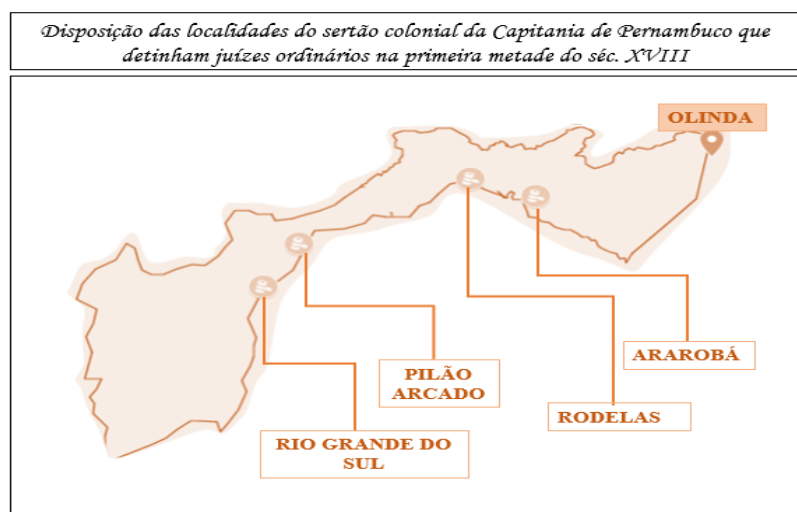 Disposição das localidades do sertão colonial da Capitania de Pernambuco que
detinham juízes ordinários na primeira metade do séc. XVIII
OLINDA
ARAROBÁ
PILÃO
ARCADO
RODELAS
RIO GRANDE DO
SUL